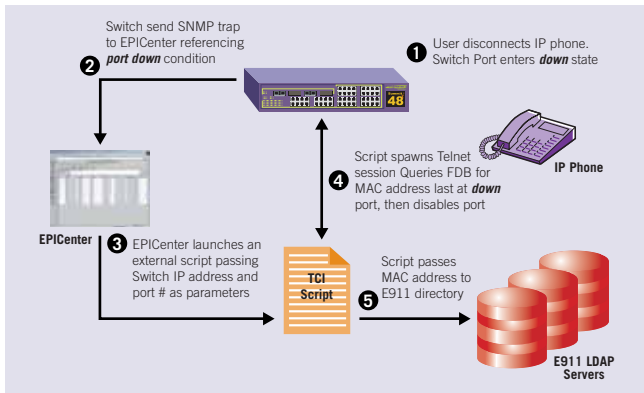 Switch send SNMP trap
to EPICenter referencing
port down condition
2
1
User disconnects IP phone.
Switch Port enters down state
48
IP Phone
4
Script spawns Telnet
session Queries FDB for
MAC address last at down
port, then disables port
EPICenter
3
EPICenter launches an
external script passing
Switch IP address and
port # as parameters
TCI
Script
5
Script passes
MAC address to
E911 directory
E911 LDAP
Servers